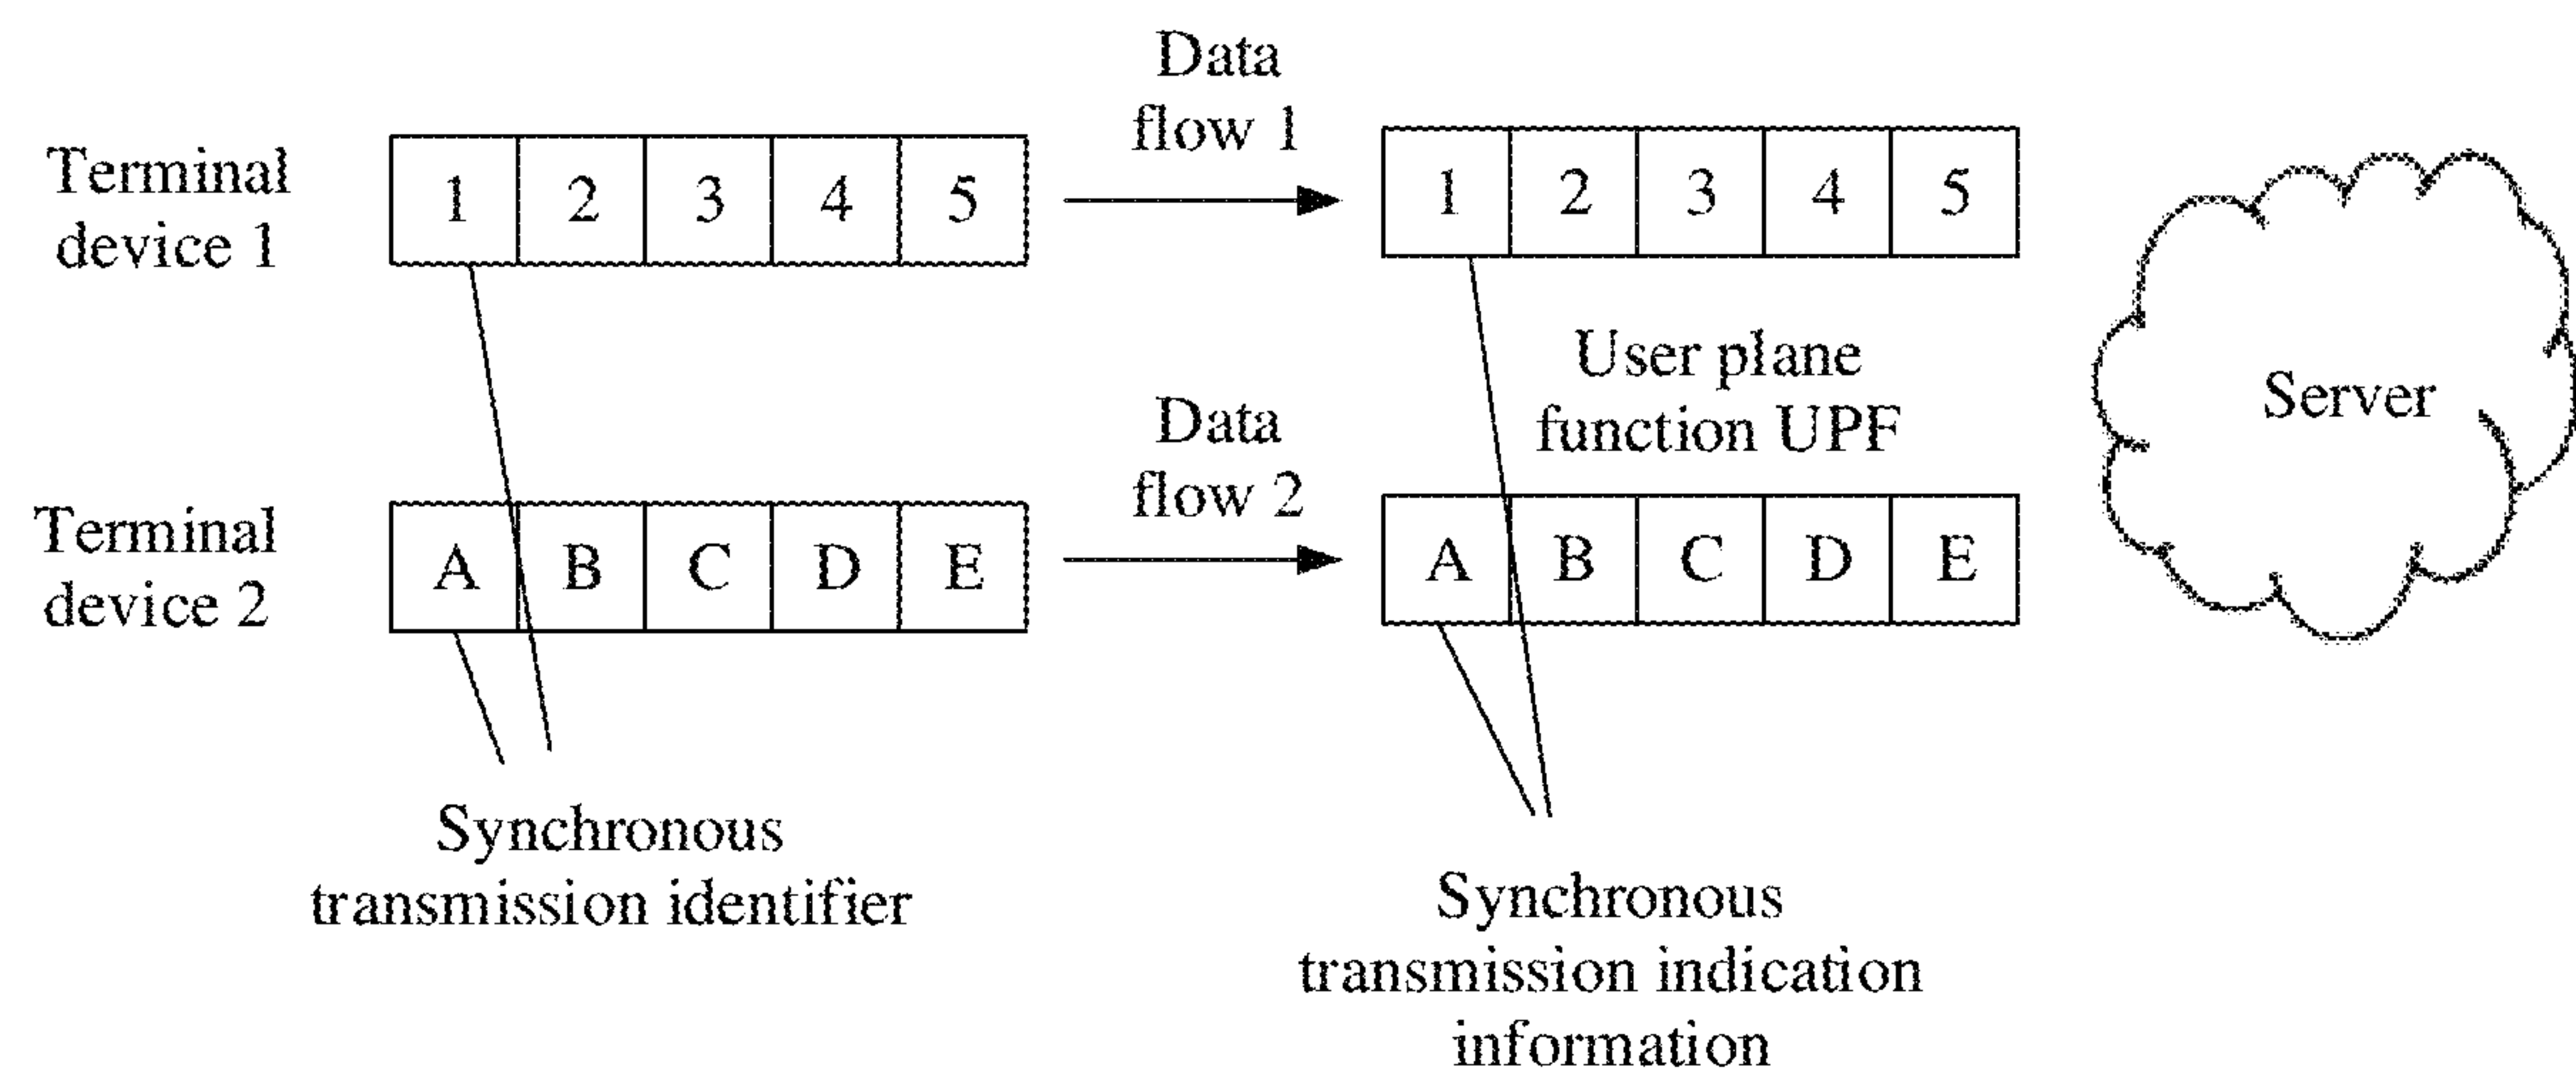 Data
flow 1
Terminal
device 1
1 2 3 4 5
1 2 3 4 5
User plane
function UPF
Server
Data
flow 2
Terminal
device 2
A B C D E
A B C D E
Synchronous
transmission identifier
Synchronous
transmission indication
information